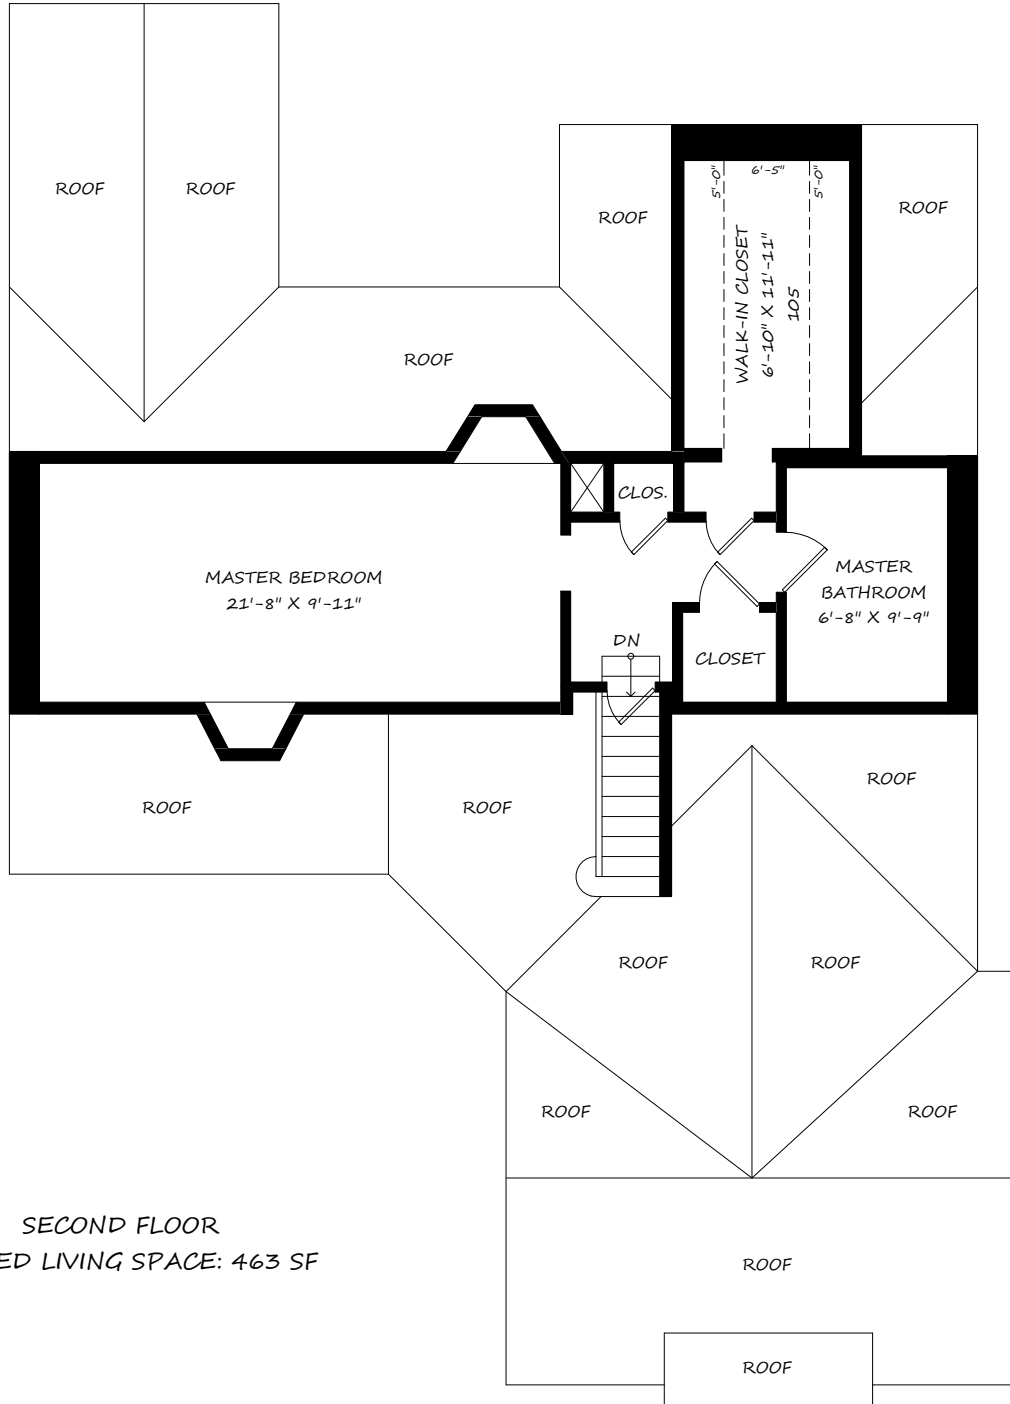 ROOF
ROOF
ROOF
ROOF
5'-0"
6'-5"
5'-0"
WALK-IN CLOSET
6'-10" X 11'-11"
105
ROOF
CLOS.
MASTER BEDROOM
21'-8" X 9'-11"
MASTER
BATHROOM
6'-8" X 9'-9"
DN
CLOSET
ROOF
ROOF
ROOF
ROOF
ROOF
ROOF
ROOF
SECOND FLOOR
ED LIVING SPACE: 463 SF
ROOF
ROOF